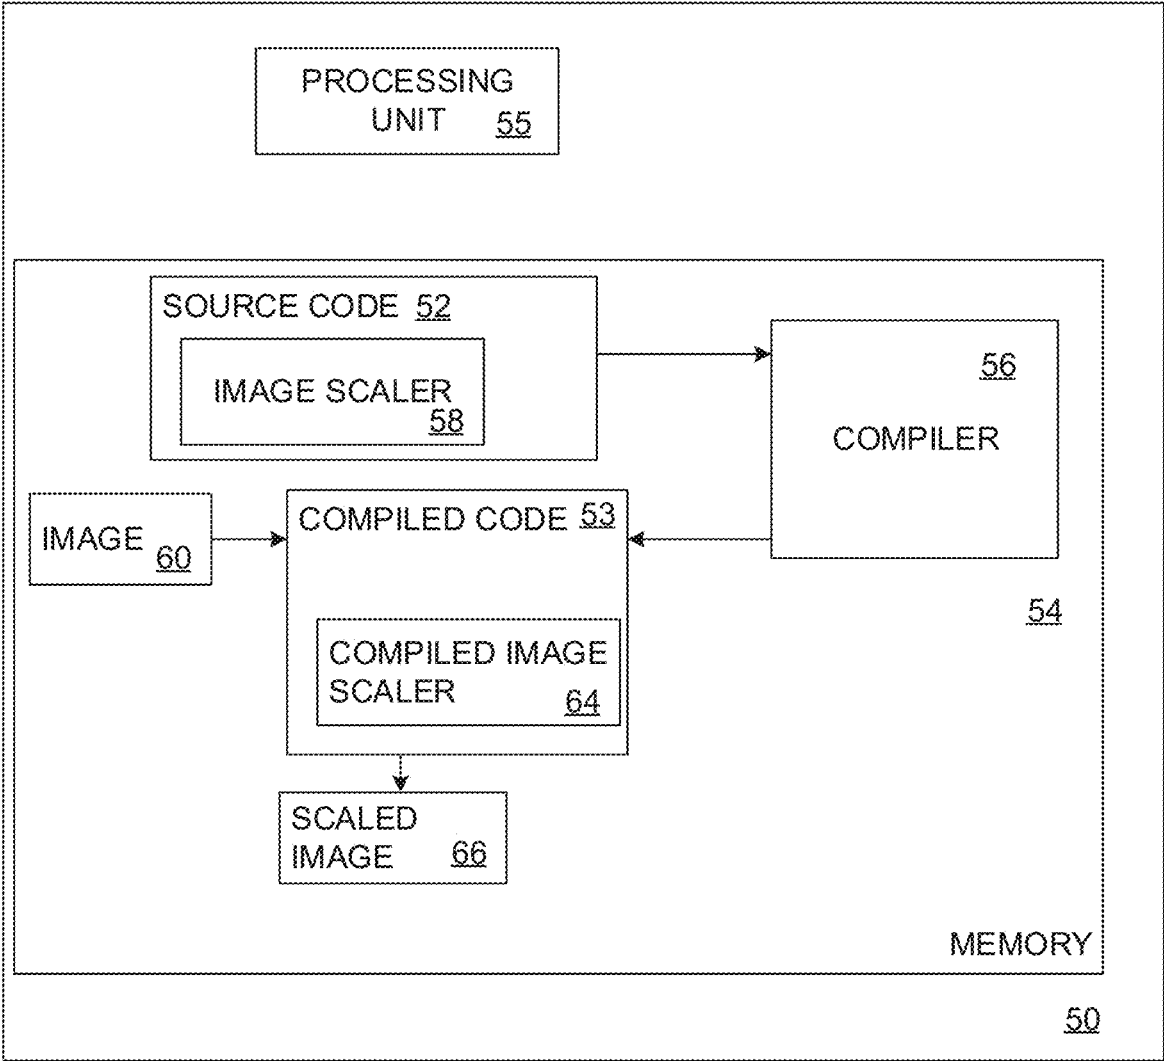 PROCESSING
UNIT 55
SOURCE CODE 52
IMAGE SCALER
58
56
COMPILER
IMAGE
60
COMPILED CODE 53
COMPILED IMAGE
SCALER 64
54
SCALED
IMAGE 66
MEMORY
50